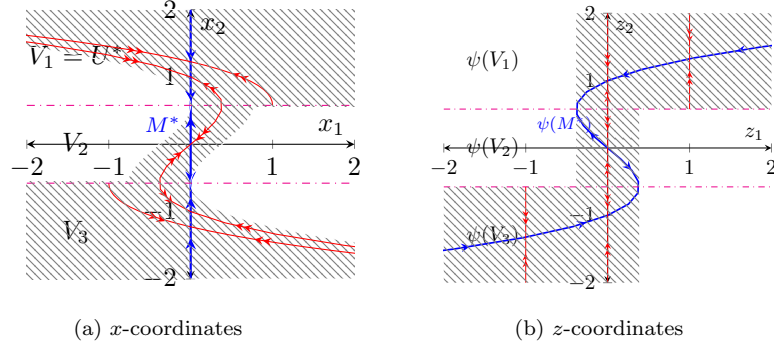 2
x₂
V₁ = U*
1
M*
x₁
V₂
−2
−1
1
2
−1
V₃
−2
(a) x-coordinates
2
z₂
ψ(V₁)
1
ψ(M*)
z₁
ψ(V₂)
−2
−1
1
2
−1
ψ(V₃)
−2
(b) z-coordinates